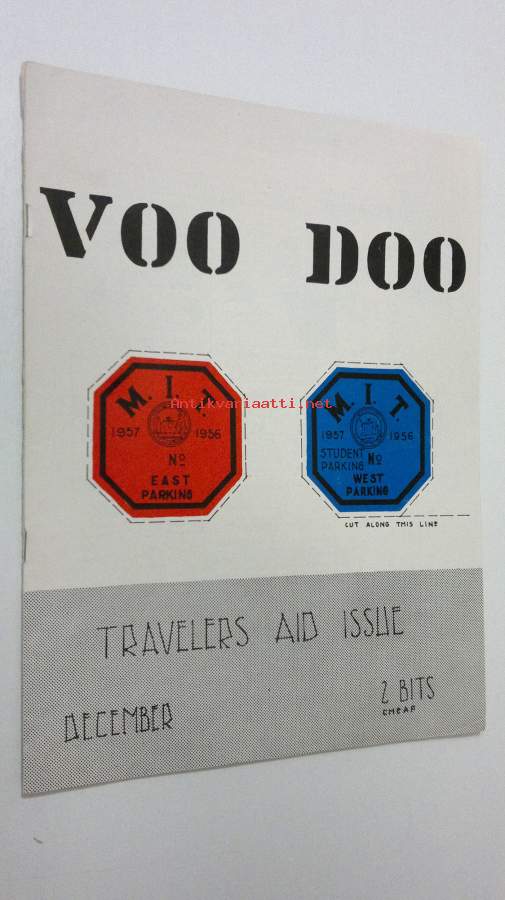 VOO DOO
M. I. T.
1957 1956
No
EAST
PARKING
M. I. T.
1957 1956
STUDENT
PARKING No
WEST
PARKING
CUT ALONG THIS LINE
Antikvariaatti.net
TRAVELERS AID ISSUE
DECEMBER
2 BITS
CHEAP